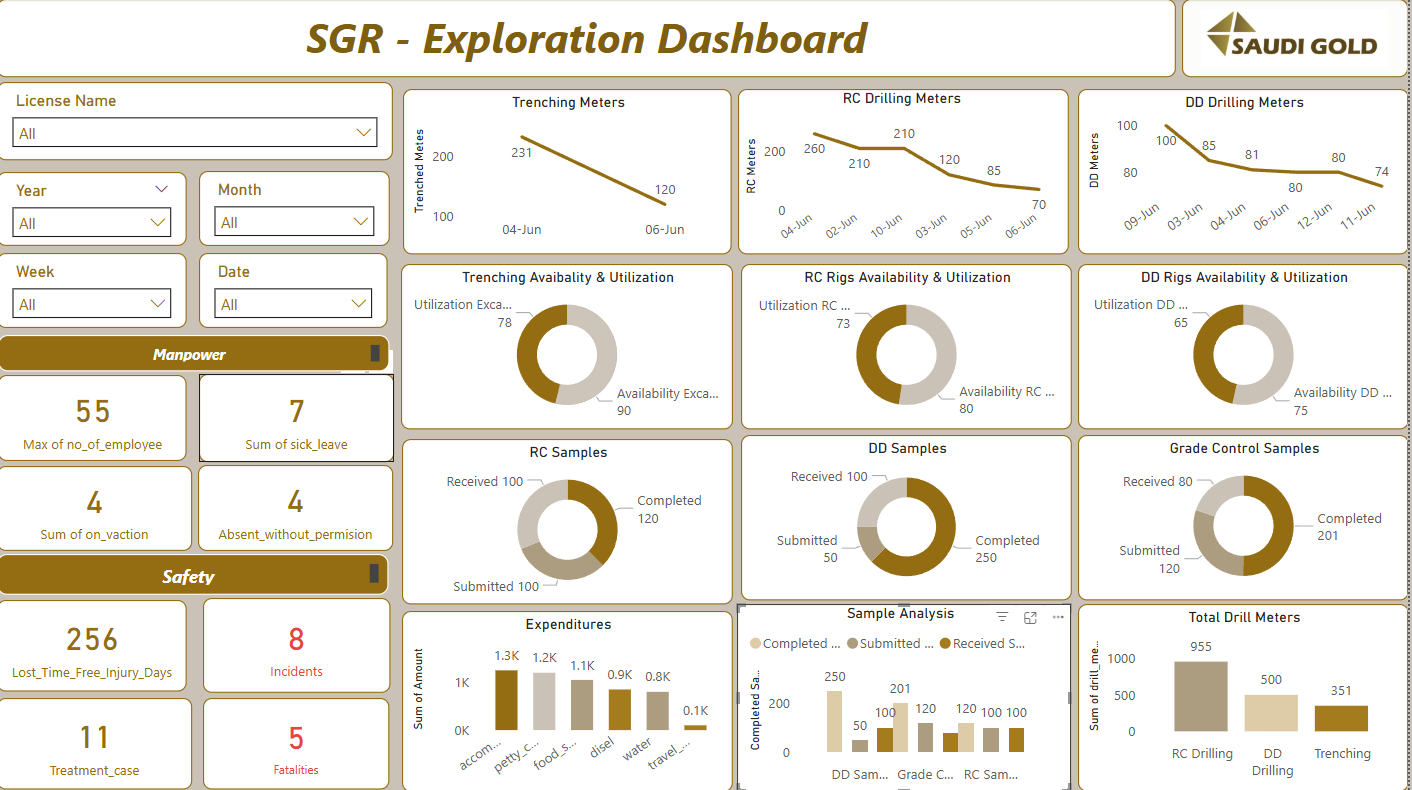 SGR - Exploration Dashboard
SAUDI GOLD
License Name
All
Year
All
Month
All
Week
All
Date
All
Manpower
55
Max of no_of_employee
7
Sum of sick_leave
4
Sum of on_vaction
4
Absent_without_permision
Safety
256
Lost_Time_Free_Injury_Days
8
Incidents
11
Treatment_case
5
Fatalities
Trenching Meters
Trenched Metes
200
100
231
120
04-Jun
06-Jun
RC Drilling Meters
RC Meters
200
0
260
210
210
120
85
70
04-Jun
02-Jun
10-Jun
03-Jun
05-Jun
06-Jun
DD Drilling Meters
DD Meters
100
80
100
85
81
80
80
74
09-Jun
03-Jun
04-Jun
06-Jun
12-Jun
11-Jun
Trenching Avaibality & Utilization
Utilization Exca...
78
Availability Exca...
90
RC Rigs Availability & Utilization
Utilization RC ...
73
Availability RC ...
80
DD Rigs Availability & Utilization
Utilization DD ...
65
Availability DD ...
75
RC Samples
Received 100
Completed
120
Submitted 100
DD Samples
Received 100
Submitted
50
Completed
250
Grade Control Samples
Received 80
Submitted
120
Completed
201
Expenditures
Sum of Amount
1K
0K
1.3K
1.2K
1.1K
0.9K
0.8K
0.1K
accom...
petty_c...
food_s...
disel
water
travel_...
Sample Analysis
Completed ...
Submitted ...
Received S...
Completed Sa...
200
0
250
50
100
201
120
120
100
100
DD Sam...
Grade C...
RC Sam...
Total Drill Meters
Sum of drill_me...
1000
500
0
955
500
351
RC Drilling
DD
Drilling
Trenching